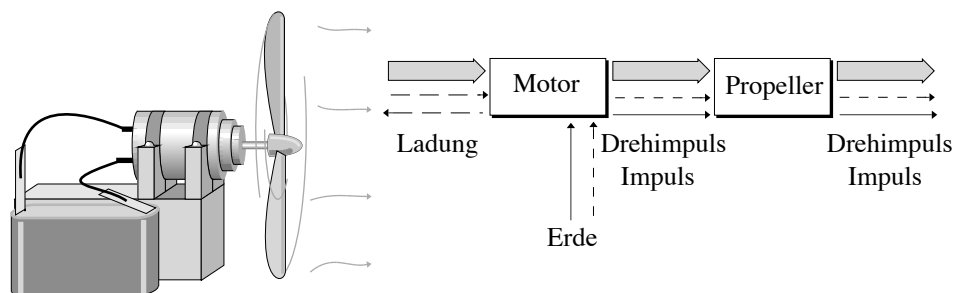 Motor
Propeller
Ladung
Drehimpuls
Impuls
Drehimpuls
Impuls
Erde